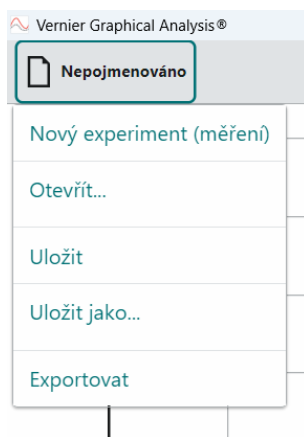 Vernier Graphical Analysis®
Nepojmenováno
Nový experiment (měření)
Otevřít...
Uložit
Uložit jako...
Exportovat